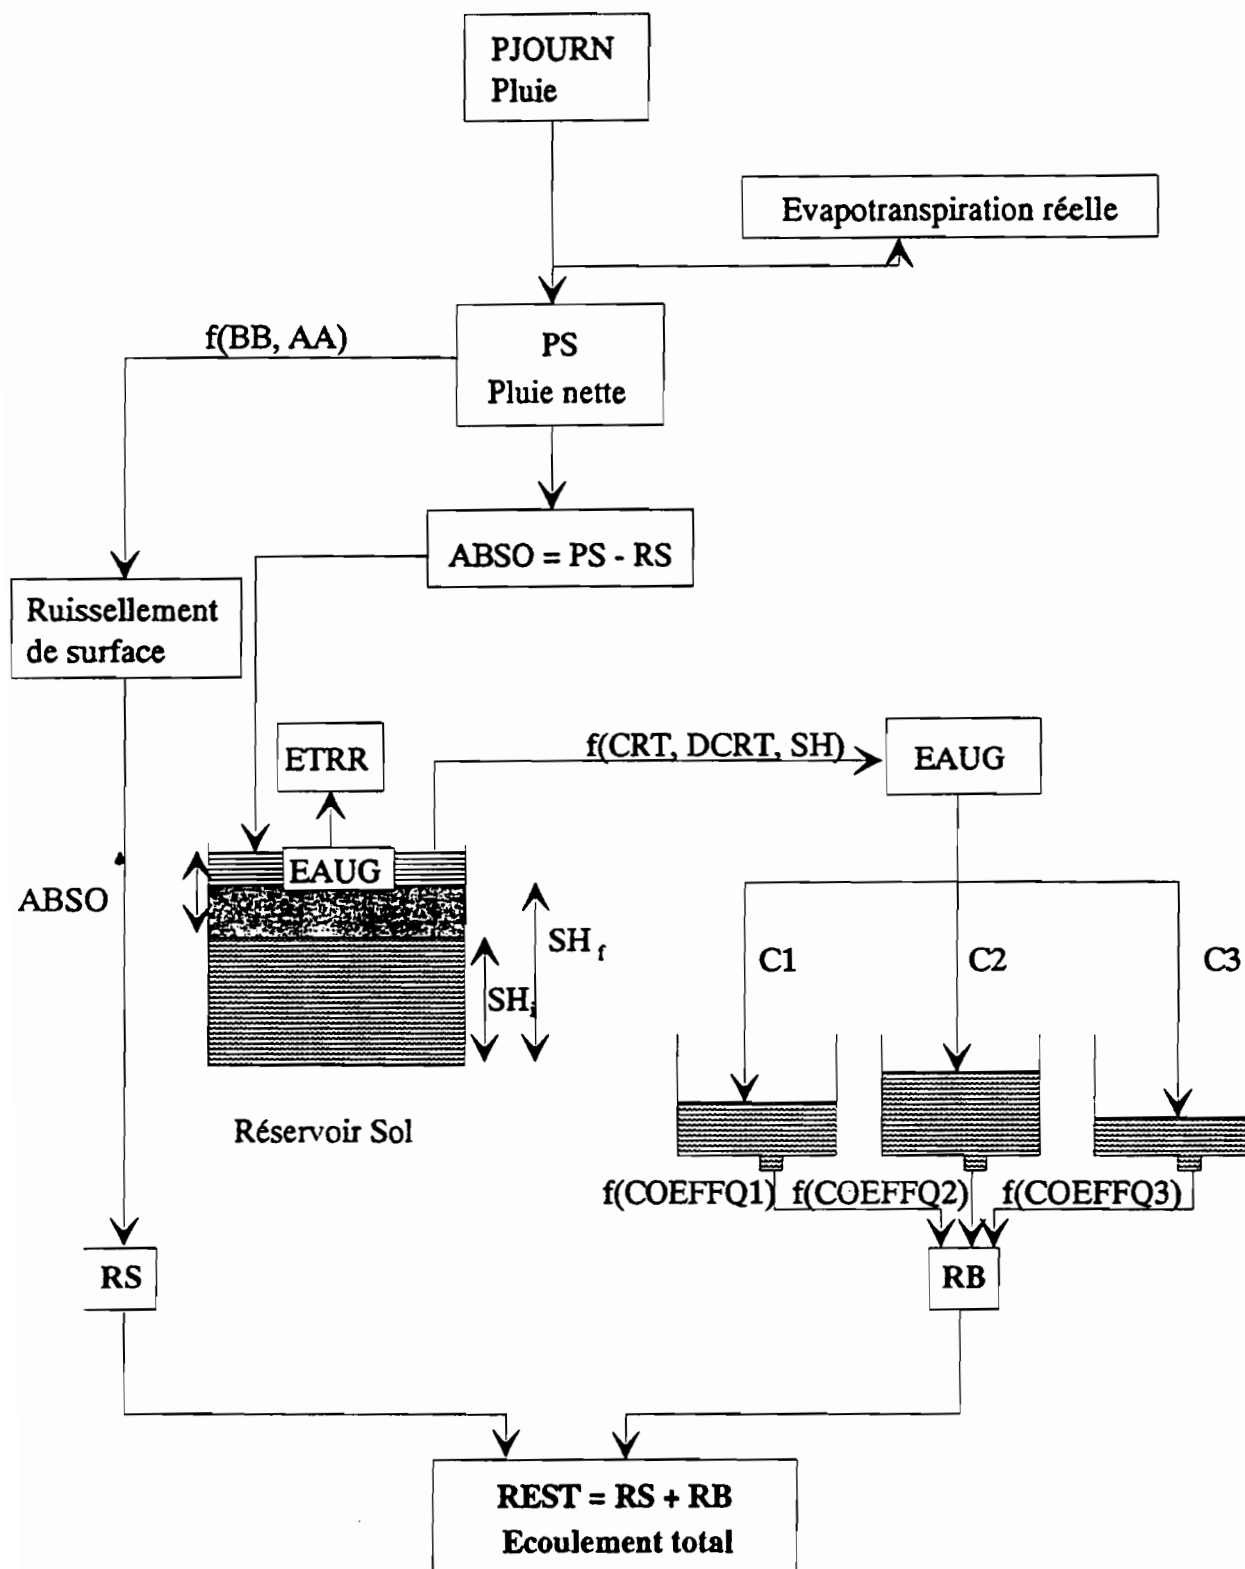 PJOURN
Pluie
Evapotranspiration réelle
f(BB, AA)
PS
Pluie nette
ABSO = PS - RS
Ruissellement
de surface
ETRR
f(CRT, DCRT, SH)
EAUG
EAUG
ABSO
SH f
SH i
C1
C2
C3
Réservoir Sol
f(COEFFQ1)
f(COEFFQ2)
f(COEFFQ3)
RS
RB
REST = RS + RB
Ecoulement total